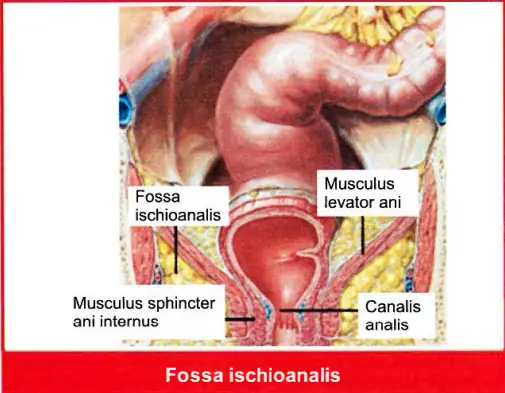 Fossa
ischioanalis
Musculus
levator ani
Musculus sphincter
ani internus
Canalis
analis
Fossa ischioanalis